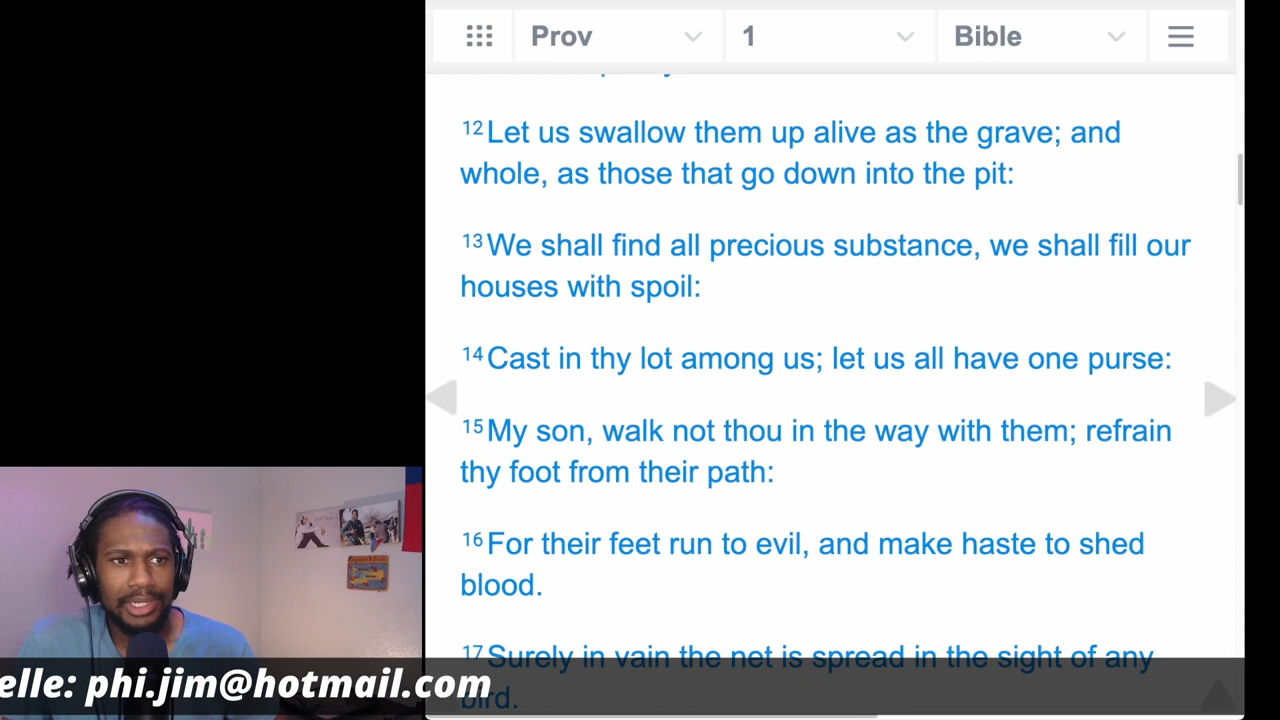 Prov 1 Bible
12 Let us swallow them up alive as the grave; and
whole, as those that go down into the pit:
13 We shall find all precious substance, we shall fill our
houses with spoil:
14 Cast in thy lot among us; let us all have one purse:
15 My son, walk not thou in the way with them; refrain
thy foot from their path:
16 For their feet run to evil, and make haste to shed
blood.
17 Surely in vain the net is spread in the sight of any
bird.
elle: phi.jim@hotmail.com